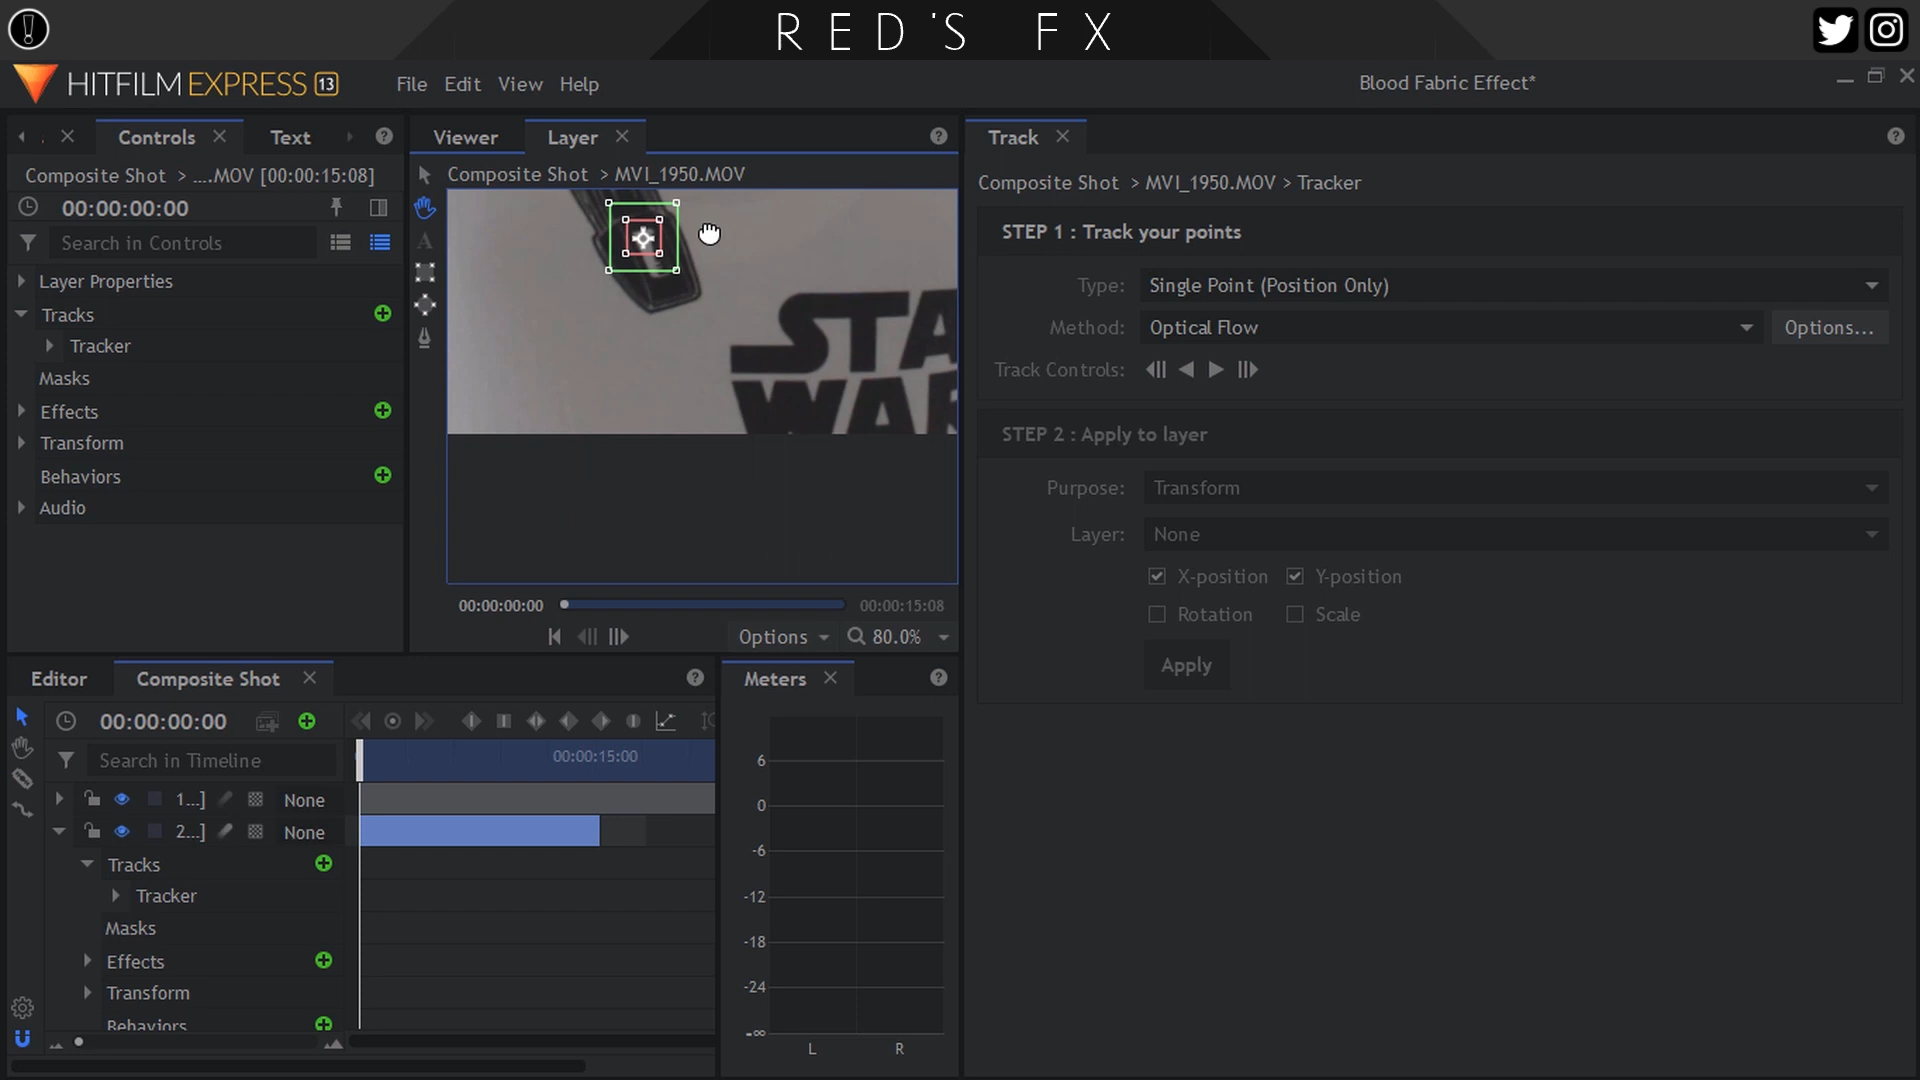 RED'S FX
HITFILM EXPRESS 13
File Edit View Help
Blood Fabric Effect*
Controls Text
Composite Shot > ....MOV [00:00:15:08]
00:00:00:00
Search in Controls
Layer Properties
Tracks
Tracker
Masks
Effects
Transform
Behaviors
Audio
Viewer Layer
Composite Shot > MVI_1950.MOV
STA
WAR
00:00:00:00 00:00:15:08
Options 80.0%
Track
Composite Shot > MVI_1950.MOV > Tracker
STEP 1 : Track your points
Type: Single Point (Position Only)
Method: Optical Flow Options...
Track Controls:
STEP 2 : Apply to layer
Purpose: Transform
Layer: None
X-position Y-position
Rotation Scale
Apply
Editor Composite Shot
00:00:00:00
Search in Timeline
00:00:15:00
1...] None
2...] None
Tracks
Tracker
Masks
Effects
Transform
Behaviors
Meters
6
0
-6
-12
-18
-24
-∞
L R